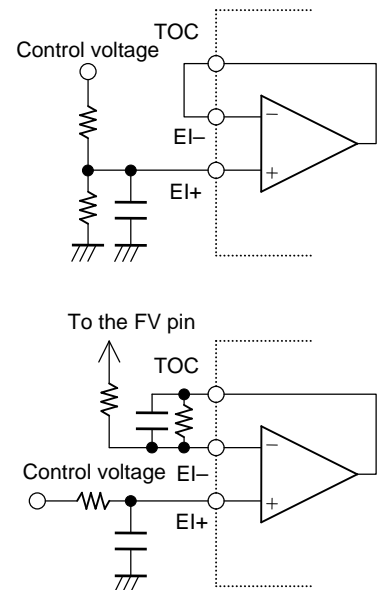 TOC
Control voltage
−
EI–
+
EI+
To the FV pin
TOC
−
Control voltage
EI–
+
EI+